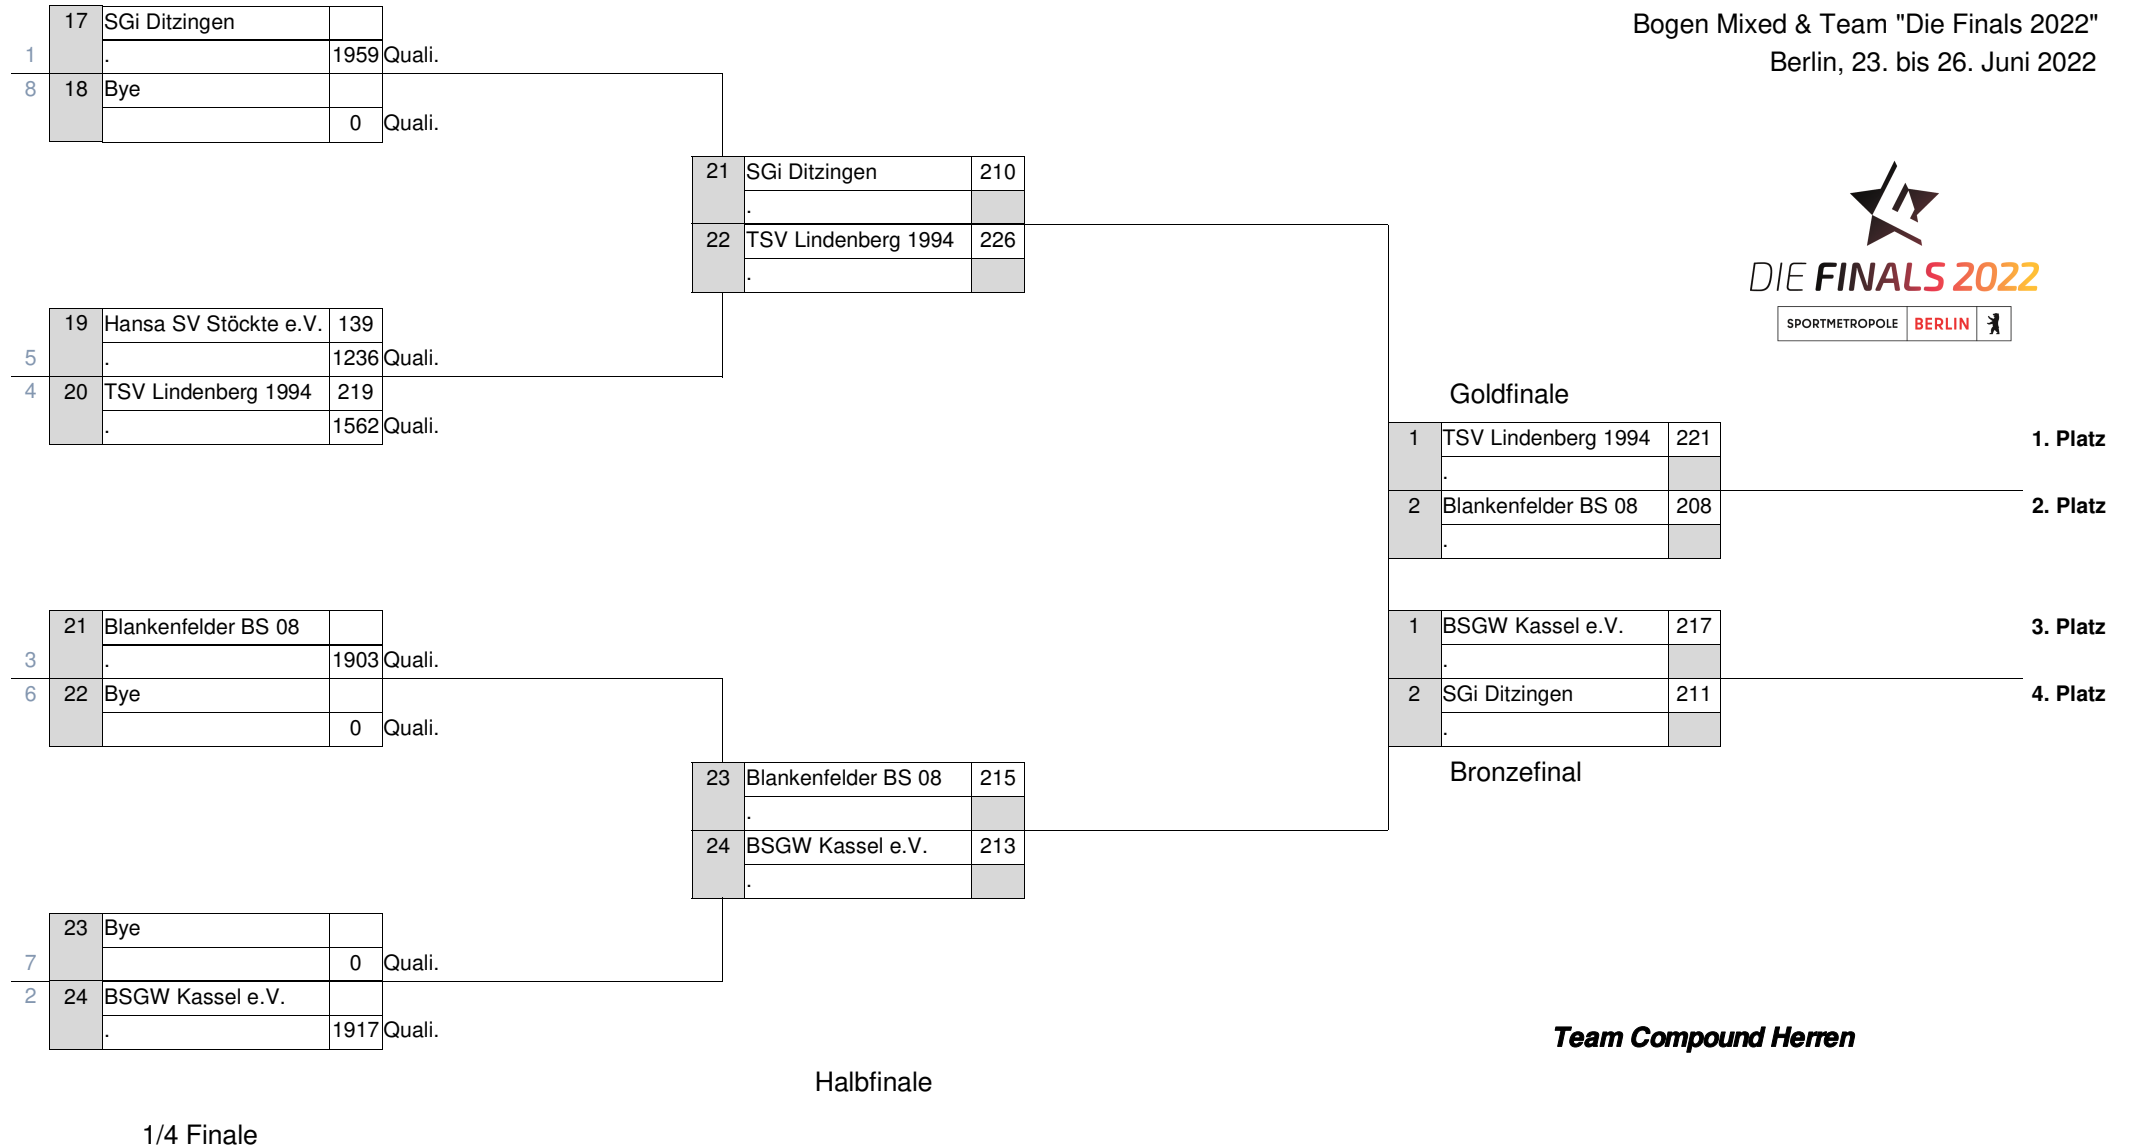 Bogen Mixed & Team "Die Finals 2022"
Berlin, 23. bis 26. Juni 2022
DIE FINALS 2022
SPORTMETROPOLE BERLIN
17 SGi Ditzingen
1 . 1959 Quali.
8 18 Bye
0 Quali.
19 Hansa SV Stöckte e.V. 139
5 . 1236 Quali.
4 20 TSV Lindenberg 1994 219
. 1562 Quali.
21 Blankenfelder BS 08
3 . 1903 Quali.
6 22 Bye
0 Quali.
23 Bye
7 0 Quali.
2 24 BSGW Kassel e.V.
. 1917 Quali.
1/4 Finale
21 SGi Ditzingen 210
.
22 TSV Lindenberg 1994 226
.
23 Blankenfelder BS 08 215
.
24 BSGW Kassel e.V. 213
.
Halbfinale
Goldfinale
1 TSV Lindenberg 1994 221 1. Platz
.
2 Blankenfelder BS 08 208 2. Platz
.
1 BSGW Kassel e.V. 217 3. Platz
.
2 SGi Ditzingen 211 4. Platz
.
Bronzefinal
Team Compound Herren